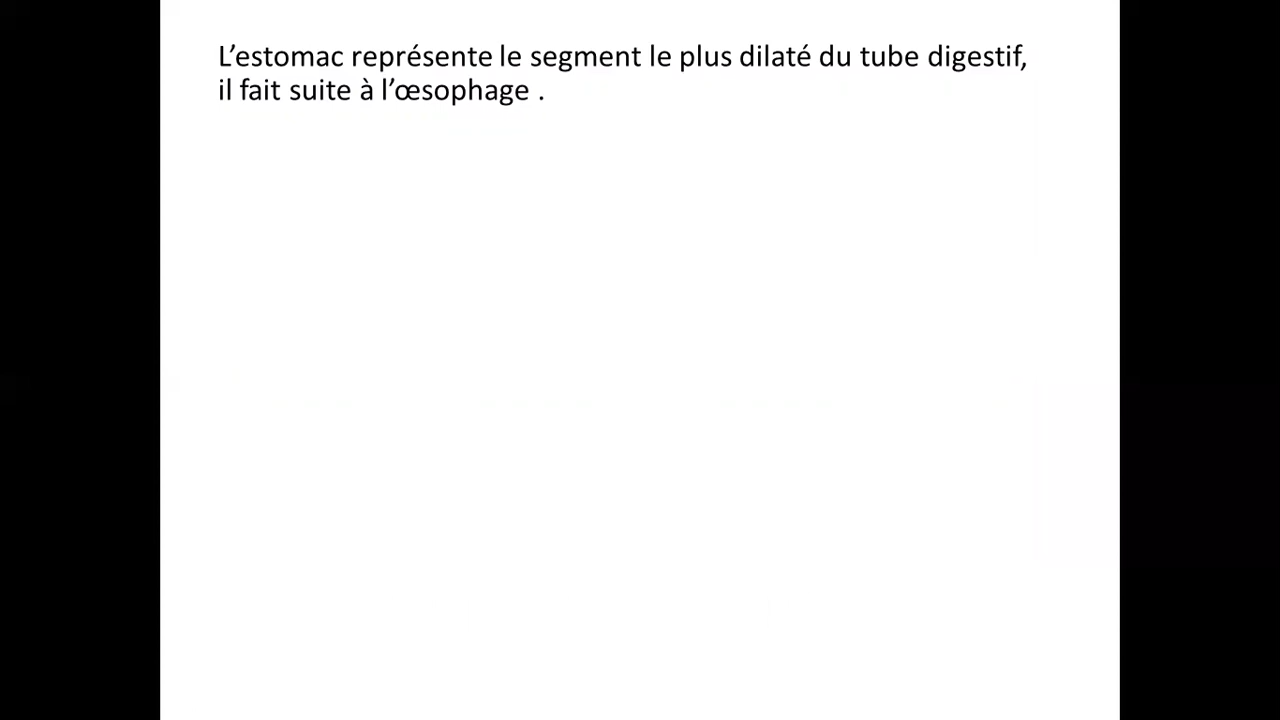 L’estomac représente le segment le plus dilaté du tube digestif,
il fait suite à l’œsophage .